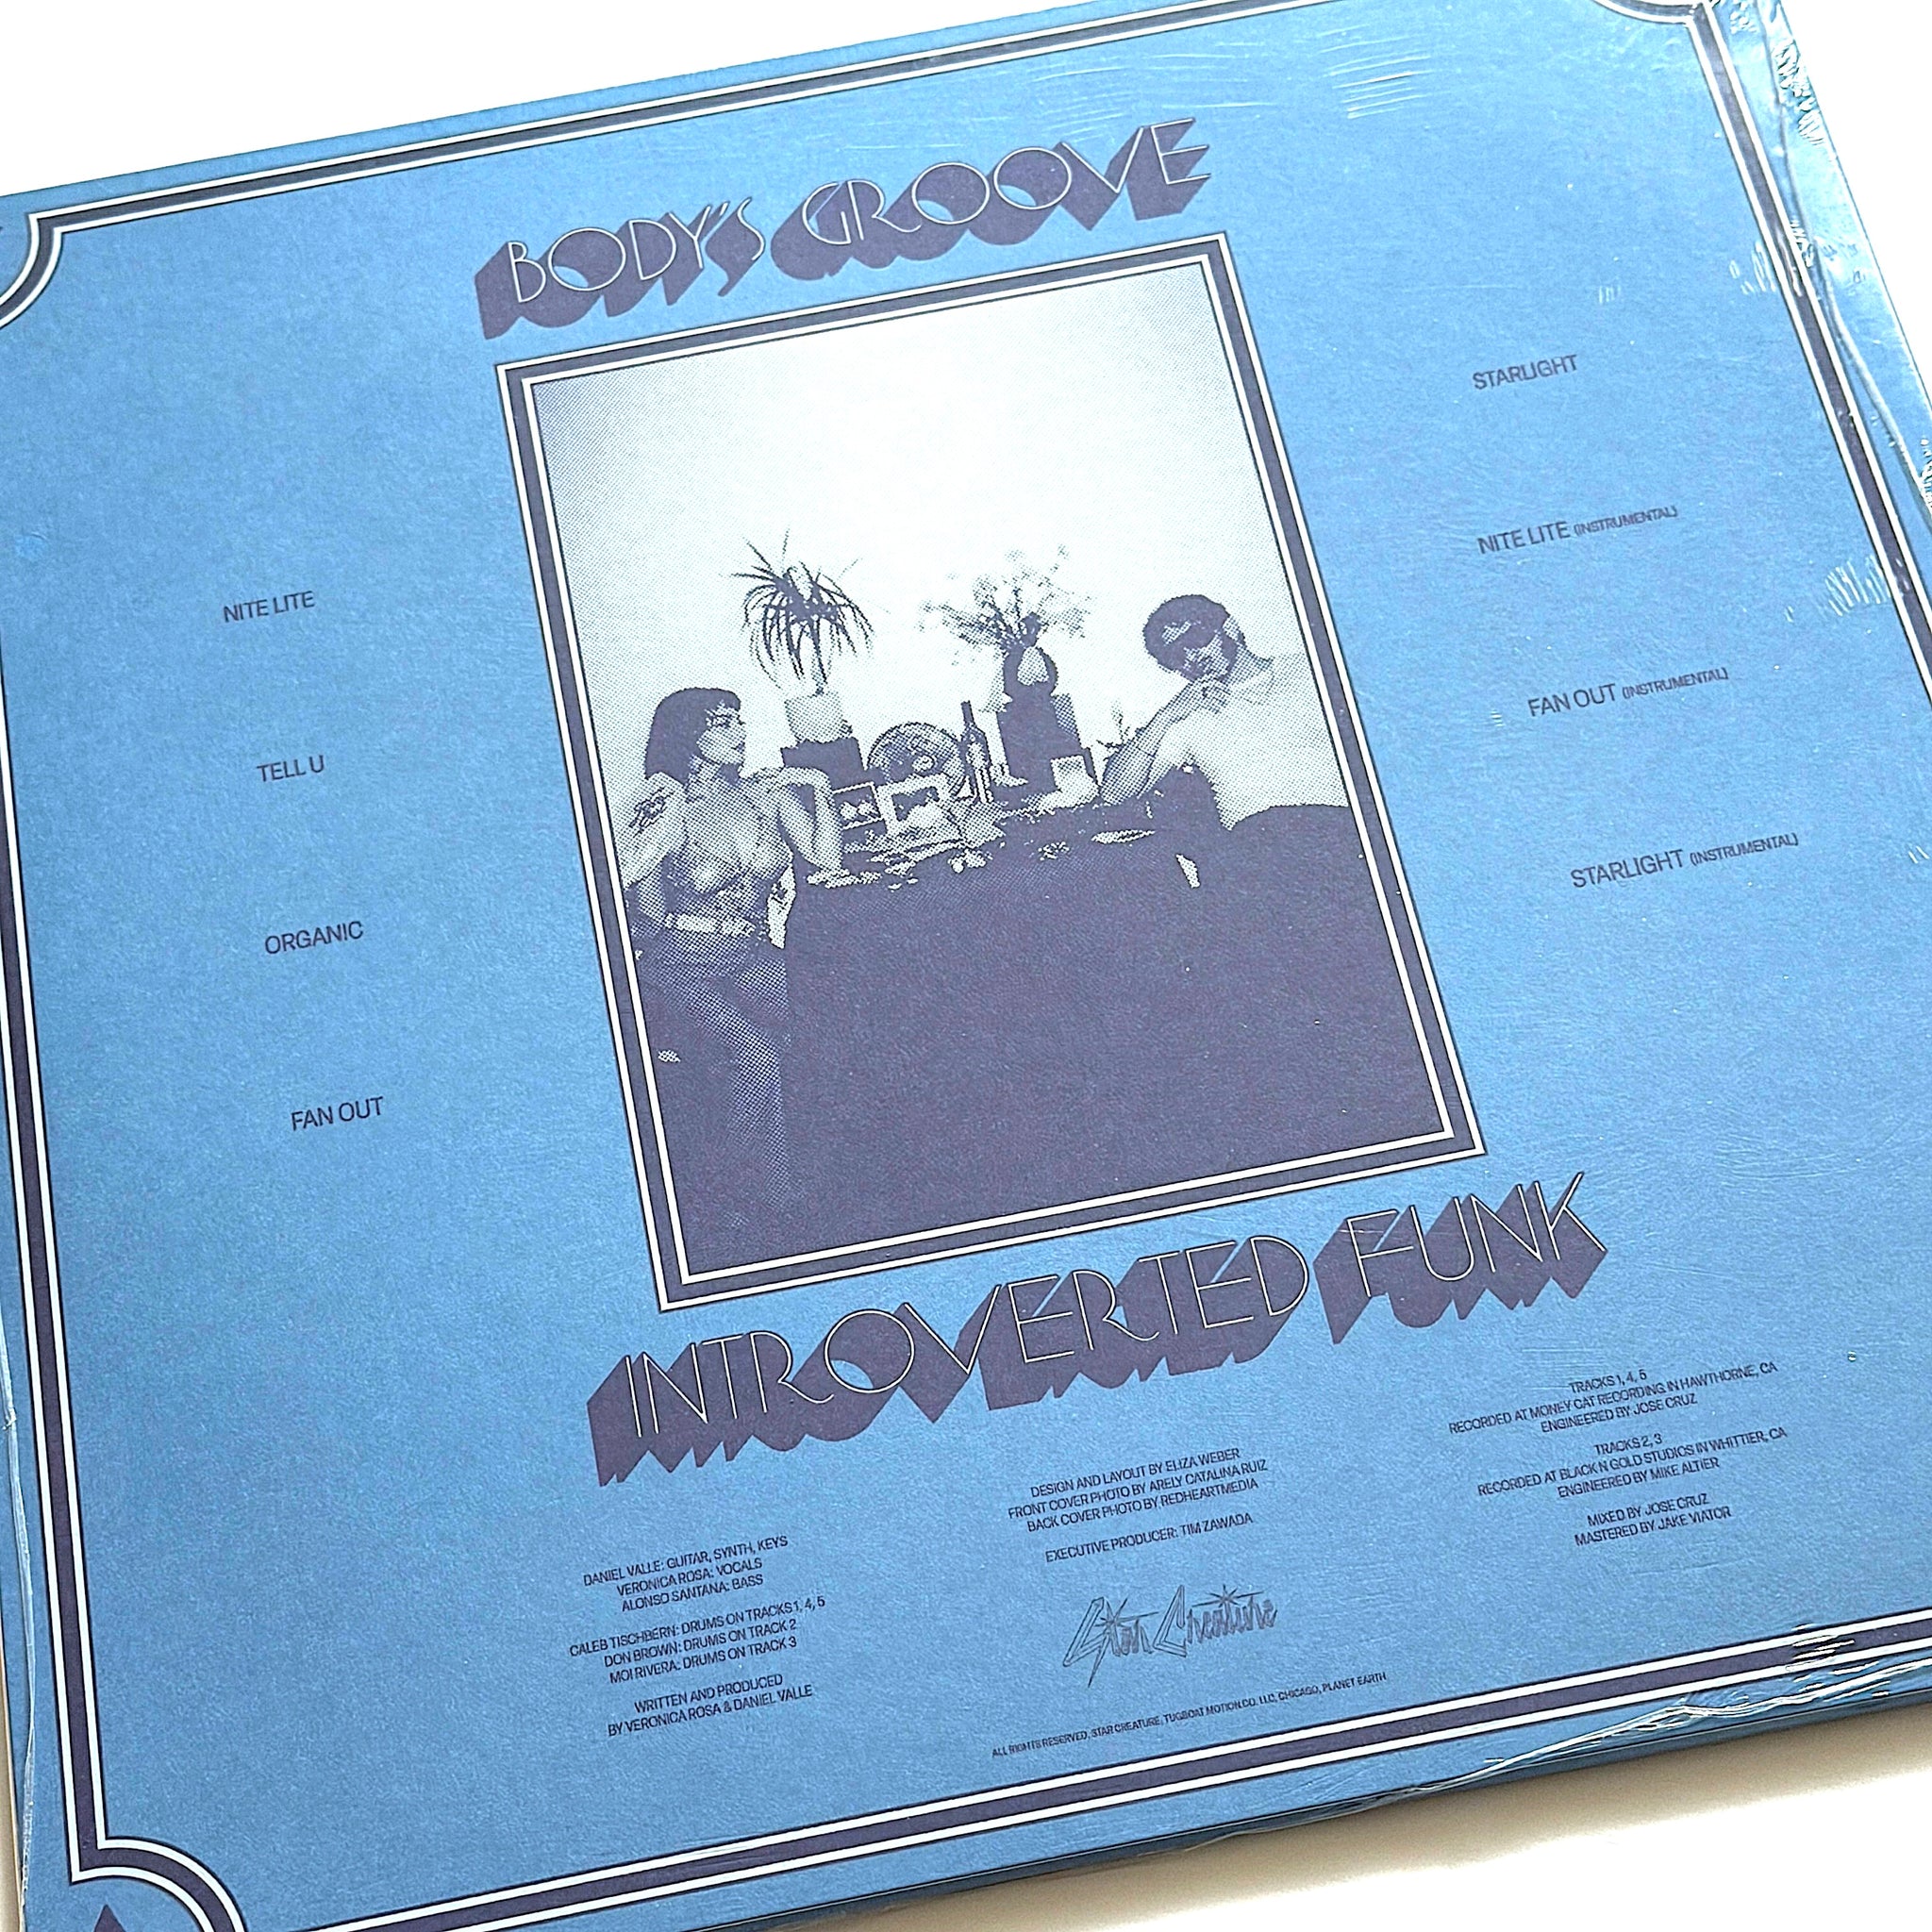 BODY'S GROOVE
NITE LITE
TELL U
ORGANIC
FAN OUT
STARLIGHT
NITE LITE (INSTRUMENTAL)
FAN OUT (INSTRUMENTAL)
STARLIGHT (INSTRUMENTAL)
INTROVERTED FUNK
DANIEL VALLE: GUITAR, SYNTH, KEYS
VERONICA ROSA: VOCALS
ALONSO SANTANA: BASS
CALEB TISCHBERN: DRUMS ON TRACKS 1, 4, 5
DON BROWN: DRUMS ON TRACK 2
MOI RIVERA: DRUMS ON TRACK 3
WRITTEN AND PRODUCED
BY VERONICA ROSA & DANIEL VALLE
DESIGN AND LAYOUT BY ELIZA WEBER
FRONT COVER PHOTO BY ARELY CATALINA RUIZ
BACK COVER PHOTO BY REDHEARTMEDIA
EXECUTIVE PRODUCER: TIM ZAWADA
Star Creature
ALL RIGHTS RESERVED, STAR CREATURE, TUGBOAT MOTION CO. LLC. CHICAGO, PLANET EARTH
TRACKS 1, 4, 5
RECORDED AT MONEY CAT RECORDING IN HAWTHORNE, CA
ENGINEERED BY JOSE CRUZ
TRACKS 2, 3
RECORDED AT BLACK N GOLD STUDIOS IN WHITTIER, CA
ENGINEERED BY MIKE ALTIER
MIXED BY JOSE CRUZ
MASTERED BY JAKE VIATOR